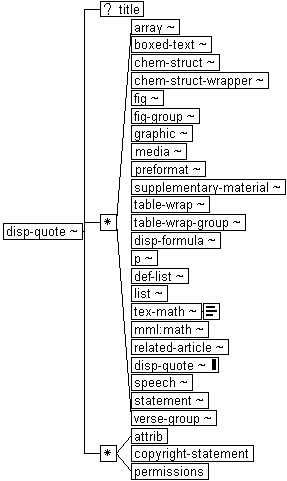 ? title
array ~
boxed-text ~
chem-struct ~
chem-struct-wrapper ~
fig ~
fig-group ~
graphic ~
media ~
preformat ~
supplementary-material ~
table-wrap ~
* table-wrap-group ~
disp-quote ~
disp-formula ~
p ~
def-list ~
list ~
tex-math ~
mml:math ~
related-article ~
disp-quote ~
speech ~
statement ~
verse-group ~
attrib
* copyright-statement
permissions